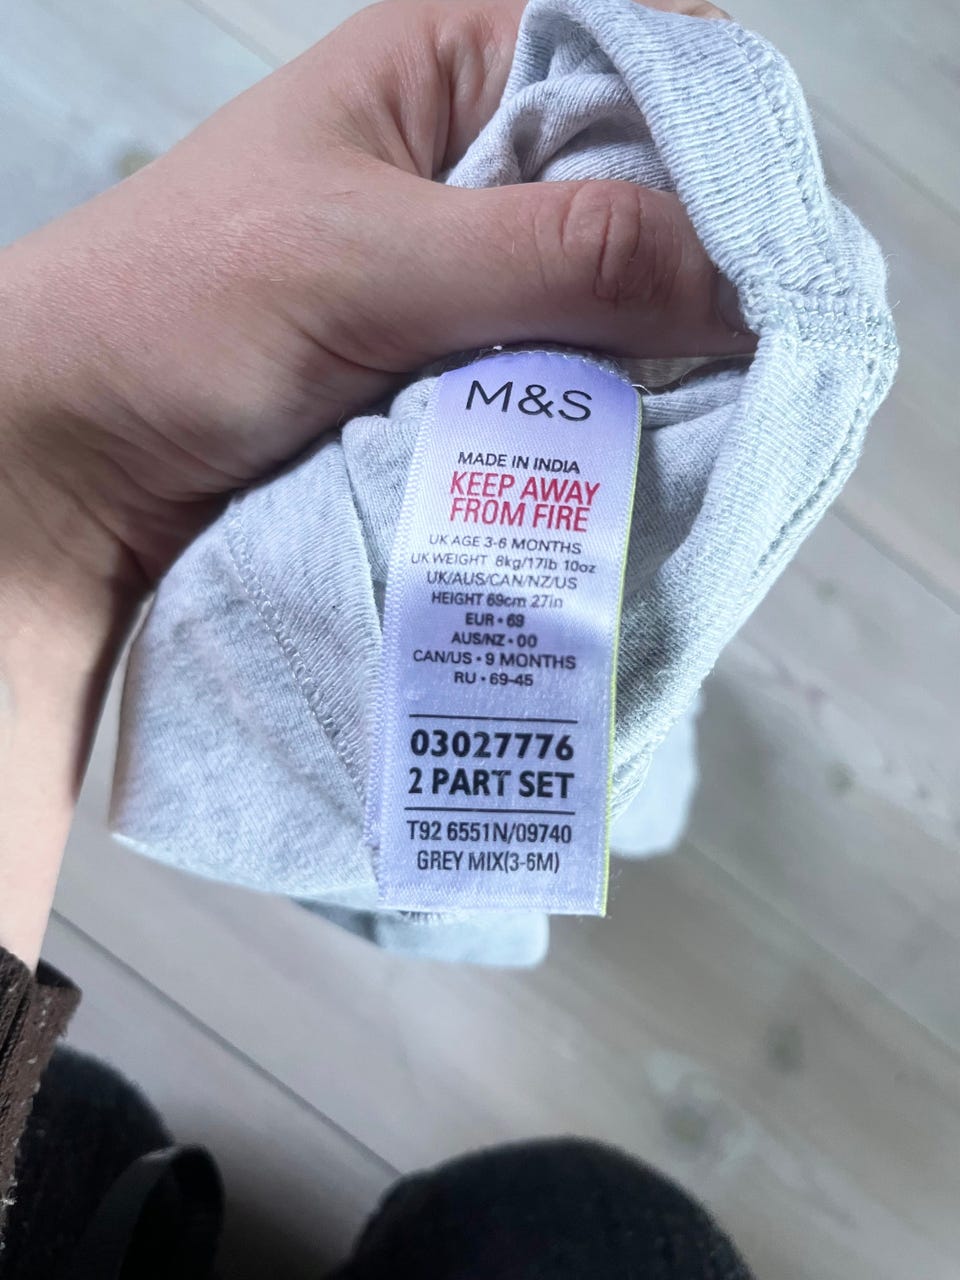 M&S
MADE IN INDIA
KEEP AWAY
FROM FIRE
UK AGE 3-6 MONTHS
UK WEIGHT 8kg/17lb 10oz
UK/AUS/CAN/NZ/US
HEIGHT 69cm 27in
EUR • 69
AUS/NZ • 00
CAN/US • 9 MONTHS
RU • 69-45
03027776
2 PART SET
T92 6551N/09740
GREY MIX(3-6M)